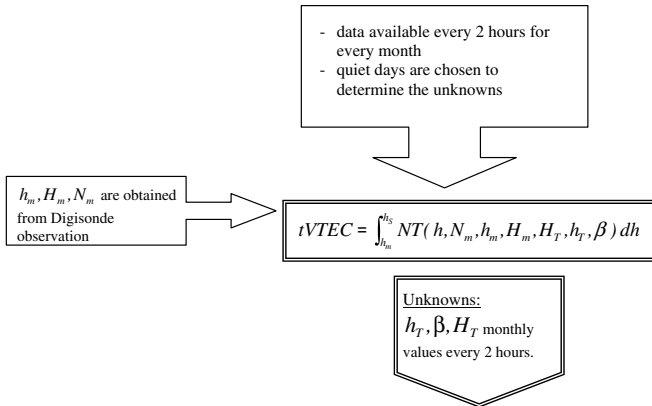 - data available every 2 hours for
every month
- quiet days are chosen to
determine the unknowns
h_m, H_m, N_m are obtained
from Digisonde
observation
tVTEC = ∫_{h_m}^{h_S} NT( h, N_m, h_m, H_m, H_T, h_T, β) dh
Unknowns:
h_T, β, H_T monthly
values every 2 hours.